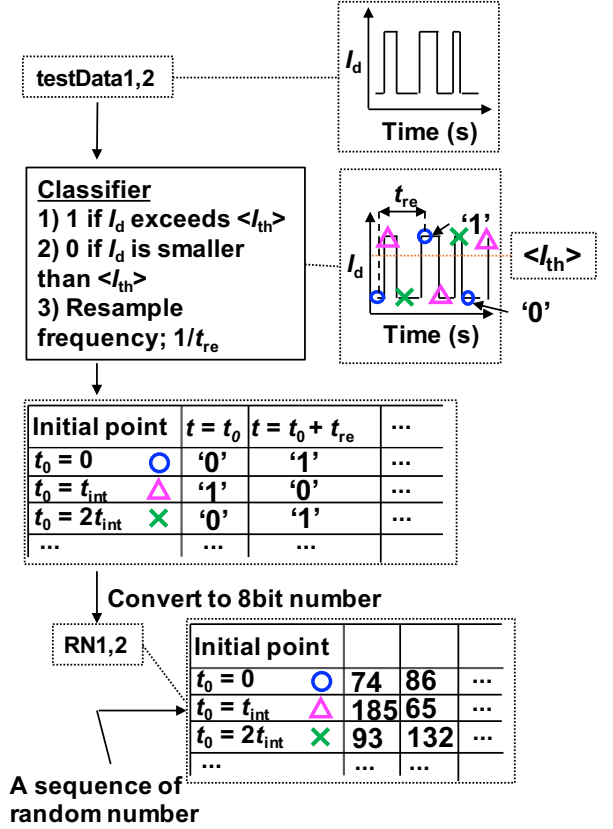 testData1,2
I_d
Time (s)
Classifier
1) 1 if I_d exceeds <I_th>
2) 0 if I_d is smaller
than <I_th>
3) Resample
frequency; 1/t_re
t_re
'1'
<I_th>
I_d
'0'
Time (s)
Initial point t = t_0 t = t_0 + t_re ...
t_0 = 0 '0' '1' ...
t_0 = t_int '1' '0' ...
t_0 = 2t_int '0' '1' ...
... ... ...
Convert to 8bit number
RN1,2
Initial point
t_0 = 0 74 86 ...
t_0 = t_int 185 65 ...
t_0 = 2t_int 93 132 ...
... ... ...
A sequence of
random number